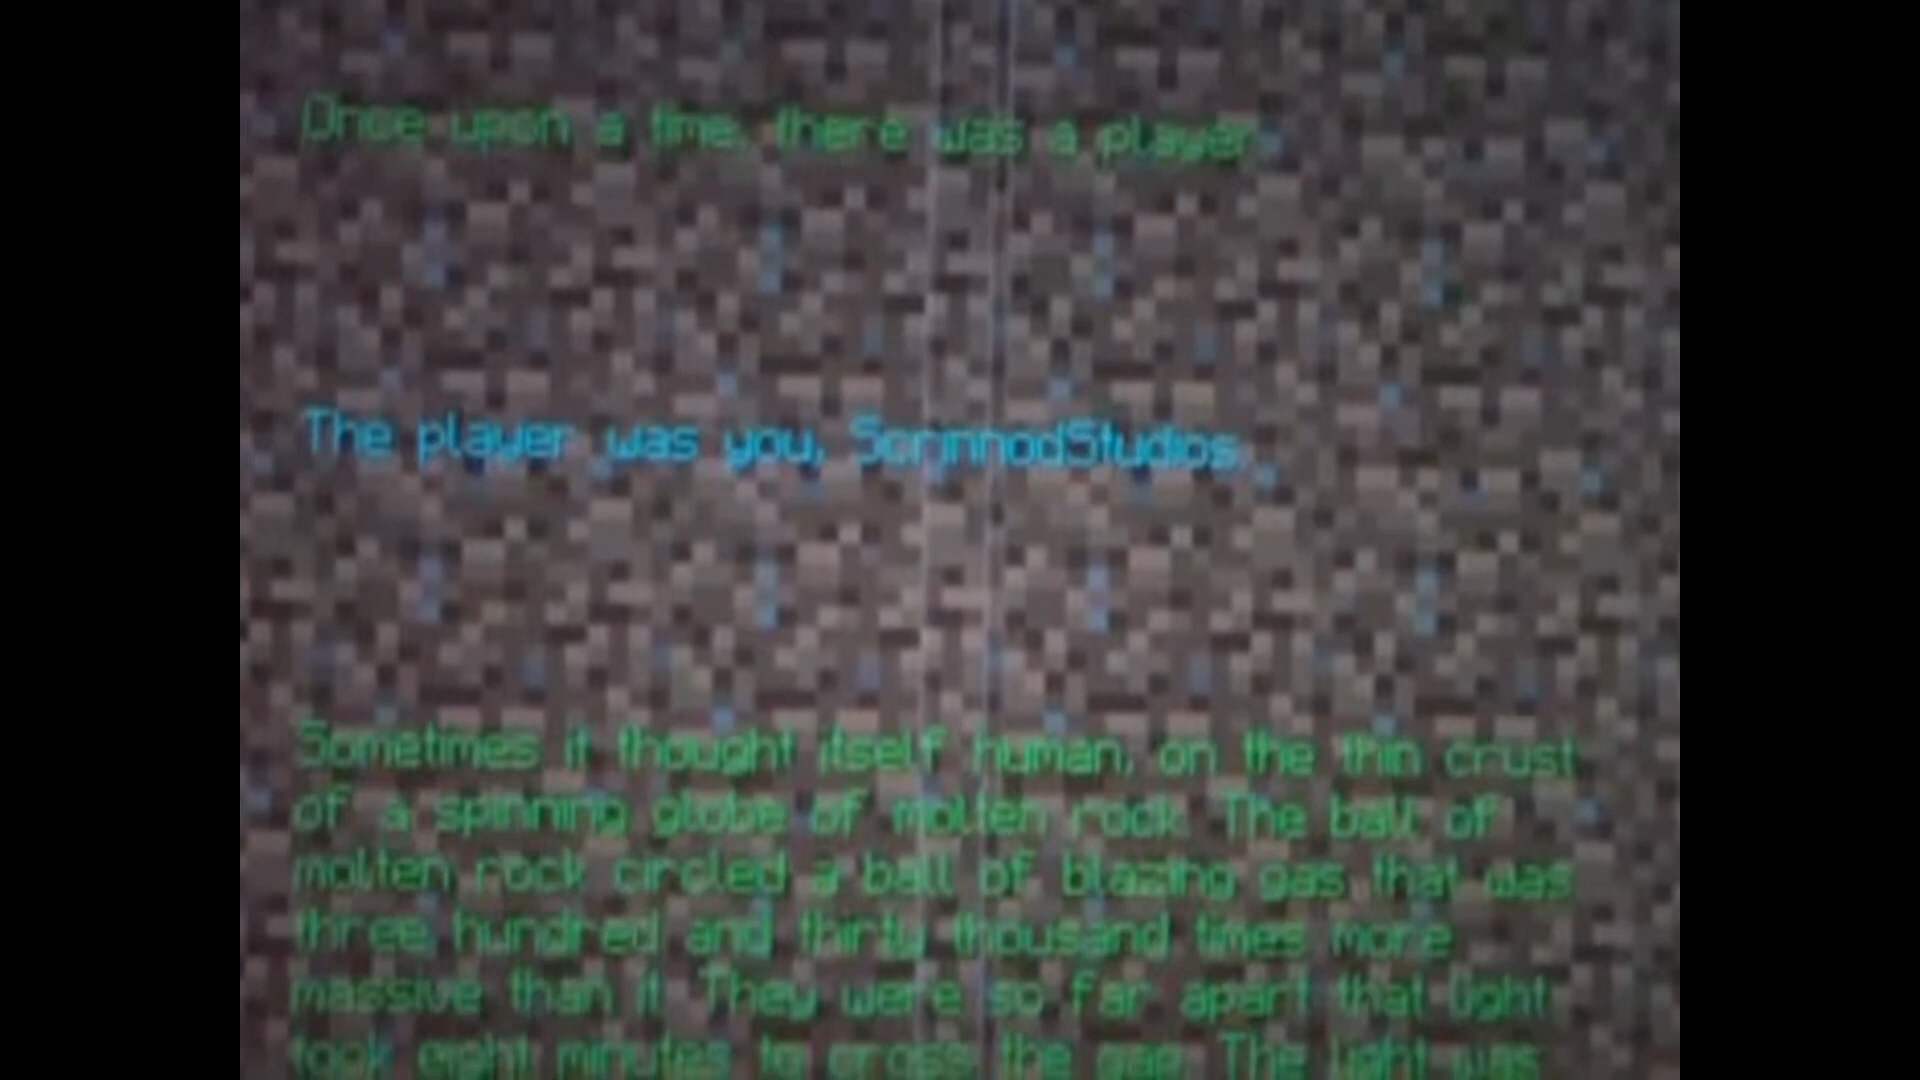 Once upon a time, there was a player.
The player was you,
Sometimes it thought itself human, on the thin crust
of a spinning globe of molten rock. The ball of
molten rock circled a ball of blazing gas that was
three hundred and thirty thousand times more
massive than it. They were so far apart that light
took eight minutes to cross the gap. The light was